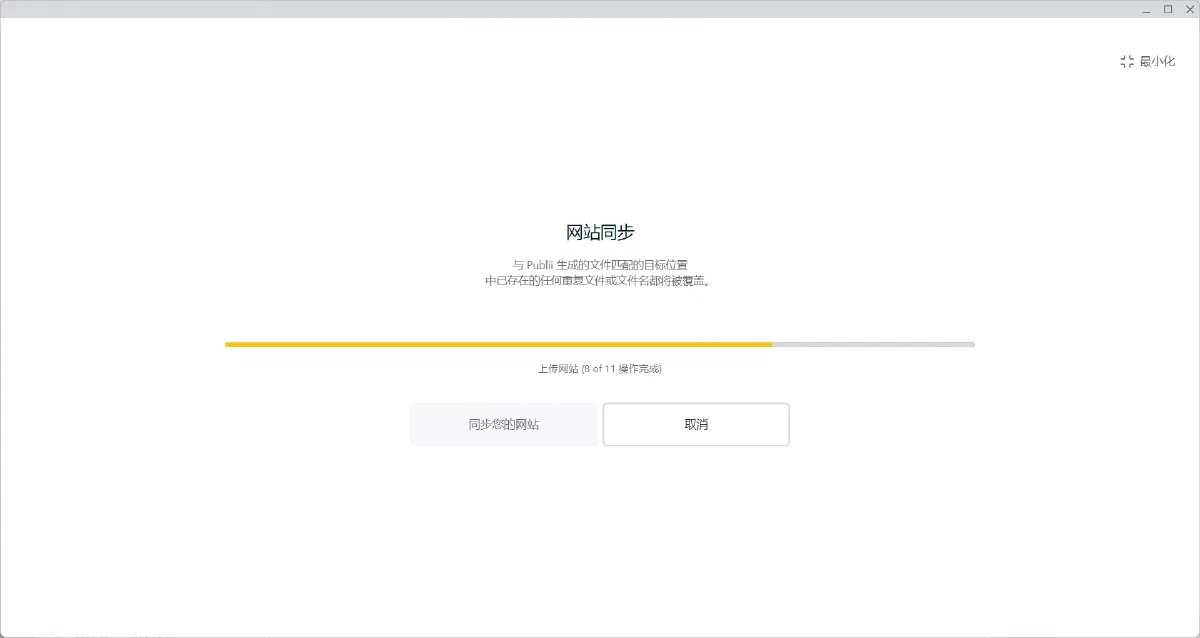 最小化
网站同步
与 Publii 生成的文件匹配的目标位置
中已存在的任何重复文件或文件名都将被覆盖。
上传网站 (8 of 11 操作完成)
同步您的网站
取消